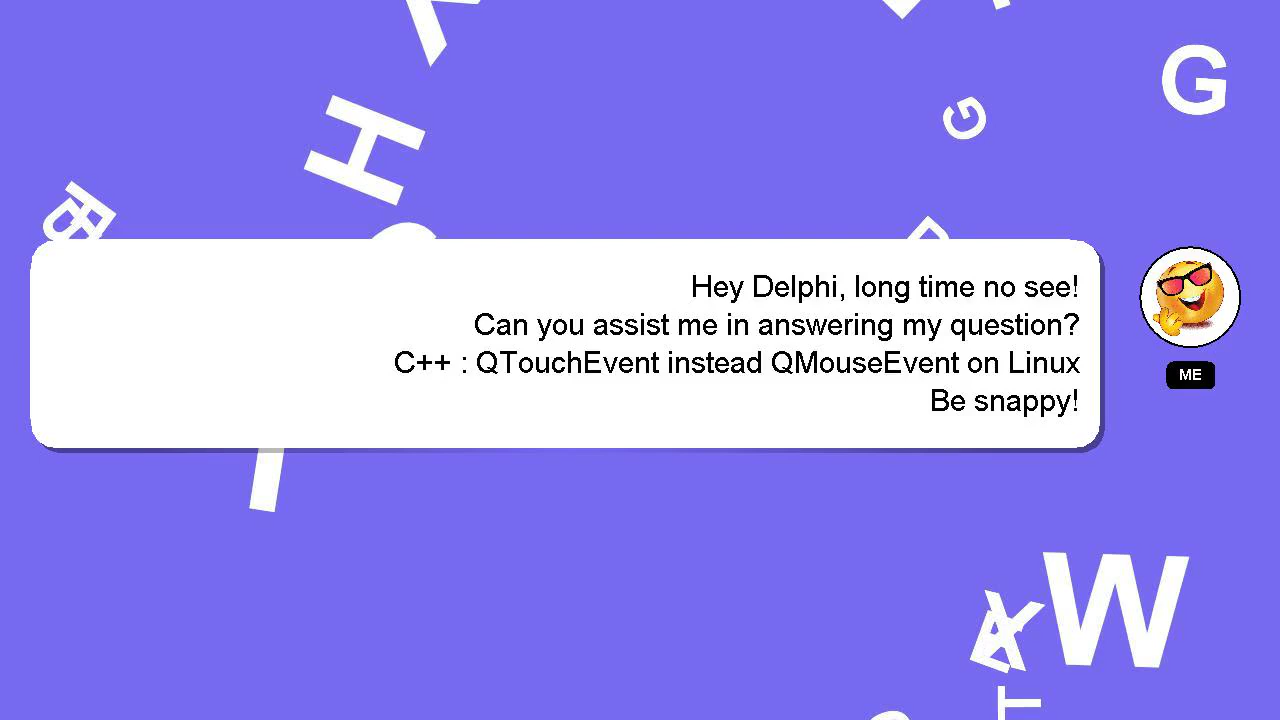 Hey Delphi, long time no see!
Can you assist me in answering my question?
C++ : QTouchEvent instead QMouseEvent on Linux
Be snappy!
ME
G
G
H
W
T